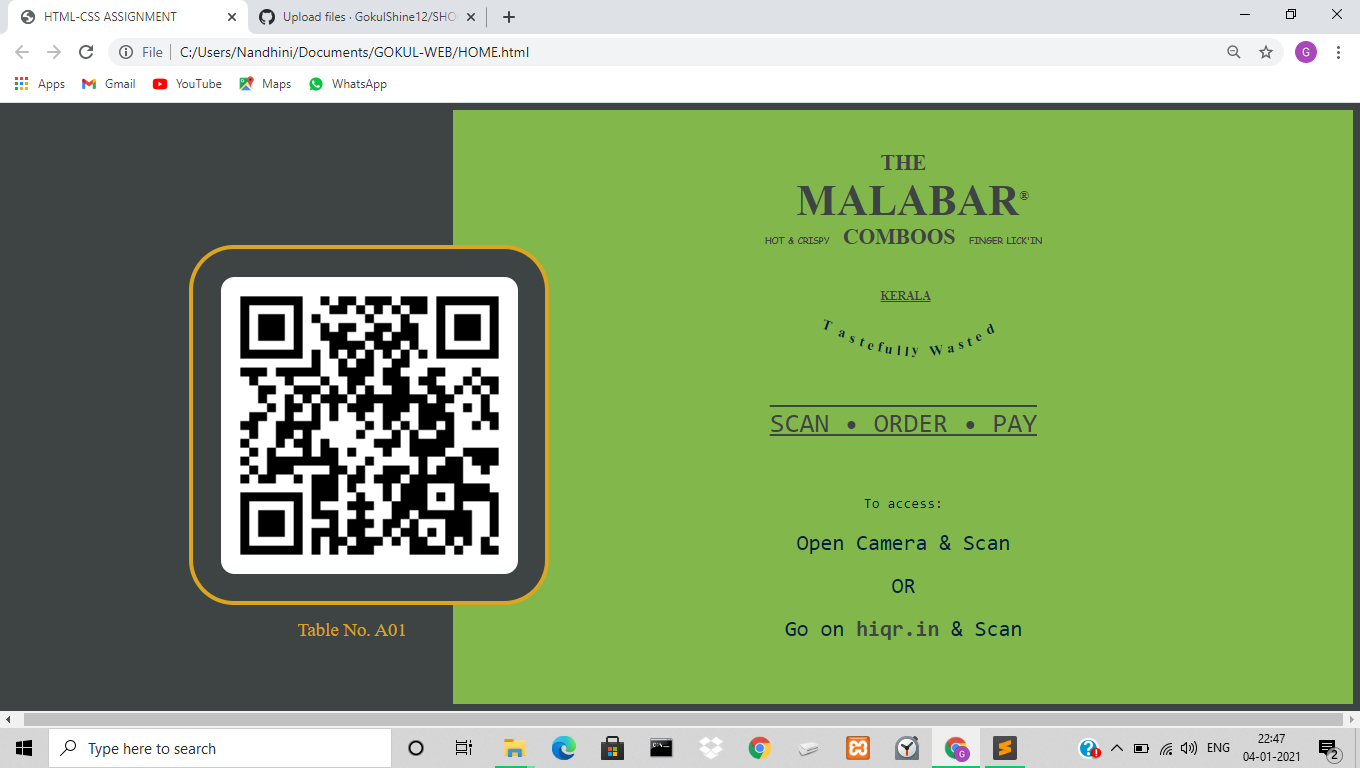 HTML-CSS ASSIGNMENT
Upload files · GokulShine12/SHO
File
C:/Users/Nandhini/Documents/GOKUL-WEB/HOME.html
G
Apps
Gmail
YouTube
Maps
WhatsApp
THE
MALABAR®
HOT & CRISPY COMBOOS FINGER LICK'IN
KERALA
Tastefully Wasted
SCAN • ORDER • PAY
To access:
Open Camera & Scan
OR
Go on hiqr.in & Scan
Table No. A01
Type here to search
G
ENG
22:47
04-01-2021
2